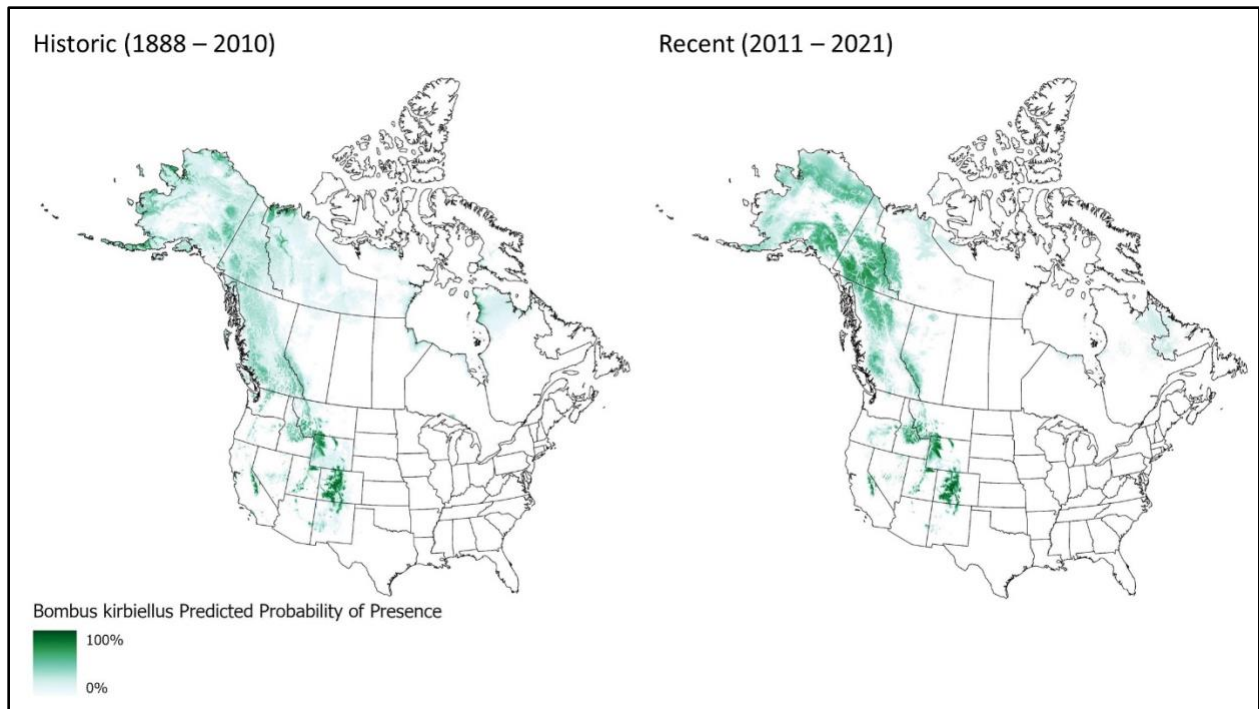 Historic (1888 – 2010)
Recent (2011 – 2021)
Bombus kirbiellus Predicted Probability of Presence
100%
0%